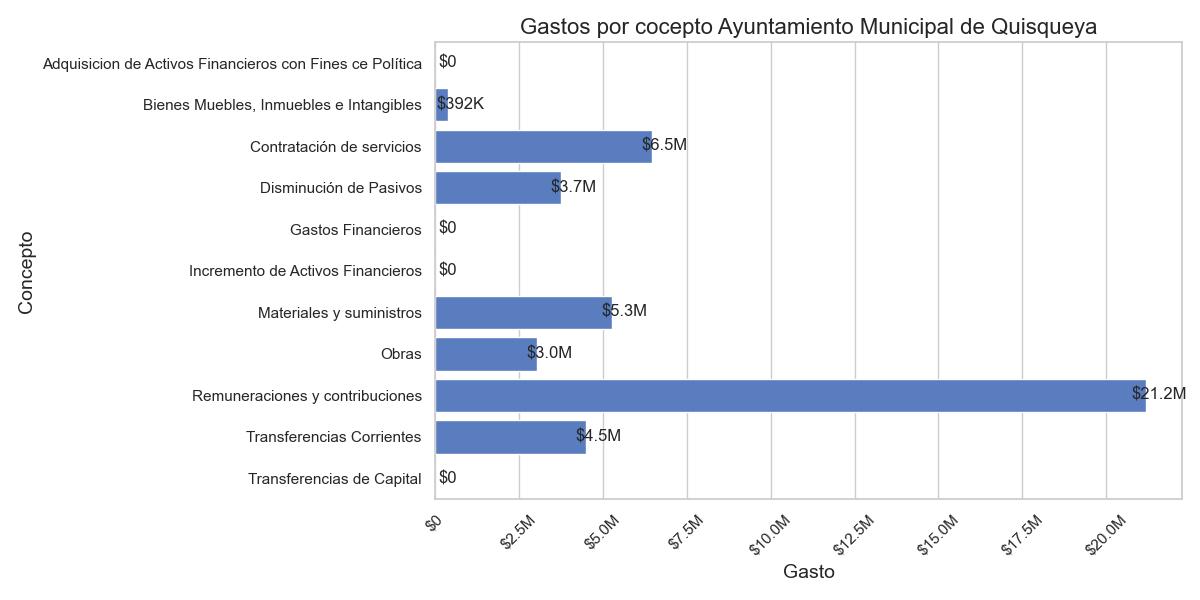 Gastos por cocepto Ayuntamiento Municipal de Quisqueya
Concepto
Adquisicion de Activos Financieros con Fines ce Política $0
Bienes Muebles, Inmuebles e Intangibles $392K
Contratación de servicios $6.5M
Disminución de Pasivos $3.7M
Gastos Financieros $0
Incremento de Activos Financieros $0
Materiales y suministros $5.3M
Obras $3.0M
Remuneraciones y contribuciones $21.2M
Transferencias Corrientes $4.5M
Transferencias de Capital $0
$0 $2.5M $5.0M $7.5M $10.0M $12.5M $15.0M $17.5M $20.0M
Gasto